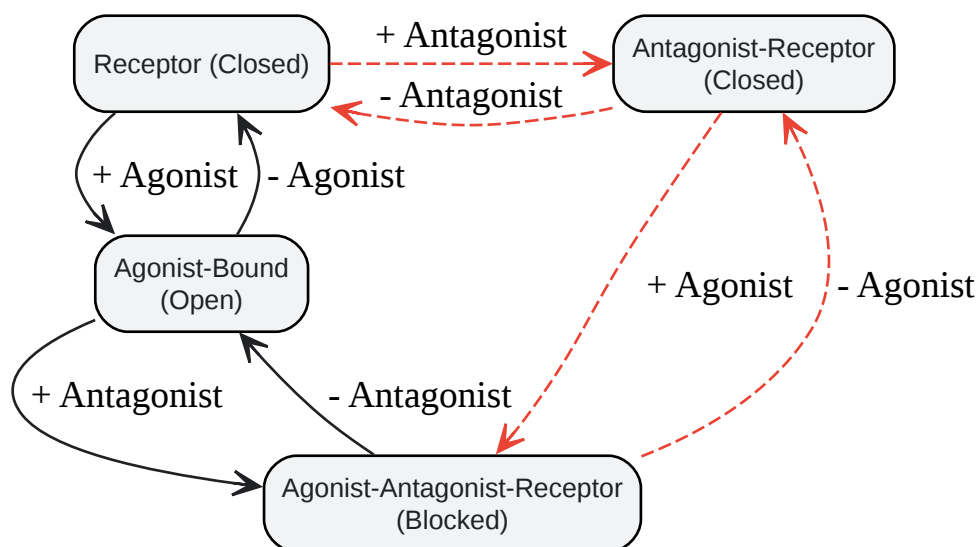 + Antagonist
Receptor (Closed)
Antagonist-Receptor
(Closed)
- Antagonist
+ Agonist
- Agonist
Agonist-Bound
(Open)
+ Agonist
- Agonist
+ Antagonist
- Antagonist
Agonist-Antagonist-Receptor
(Blocked)